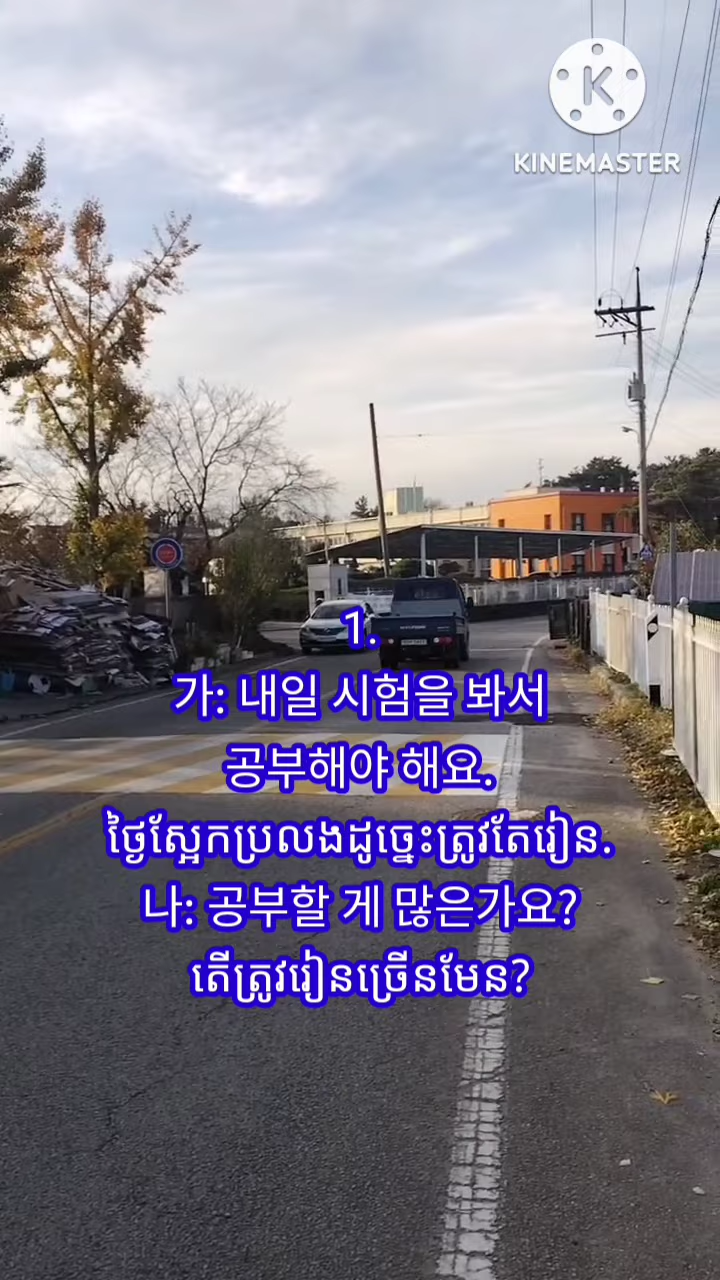 KINEMASTER
1.
가: 내일 시험을 봐서
공부해야 해요.
ថ្ងៃស្អែកប្រលងដូច្នេះត្រូវតែរៀន.
나: 공부할 게 많은가요?
តើត្រូវរៀនច្រើនមែន?